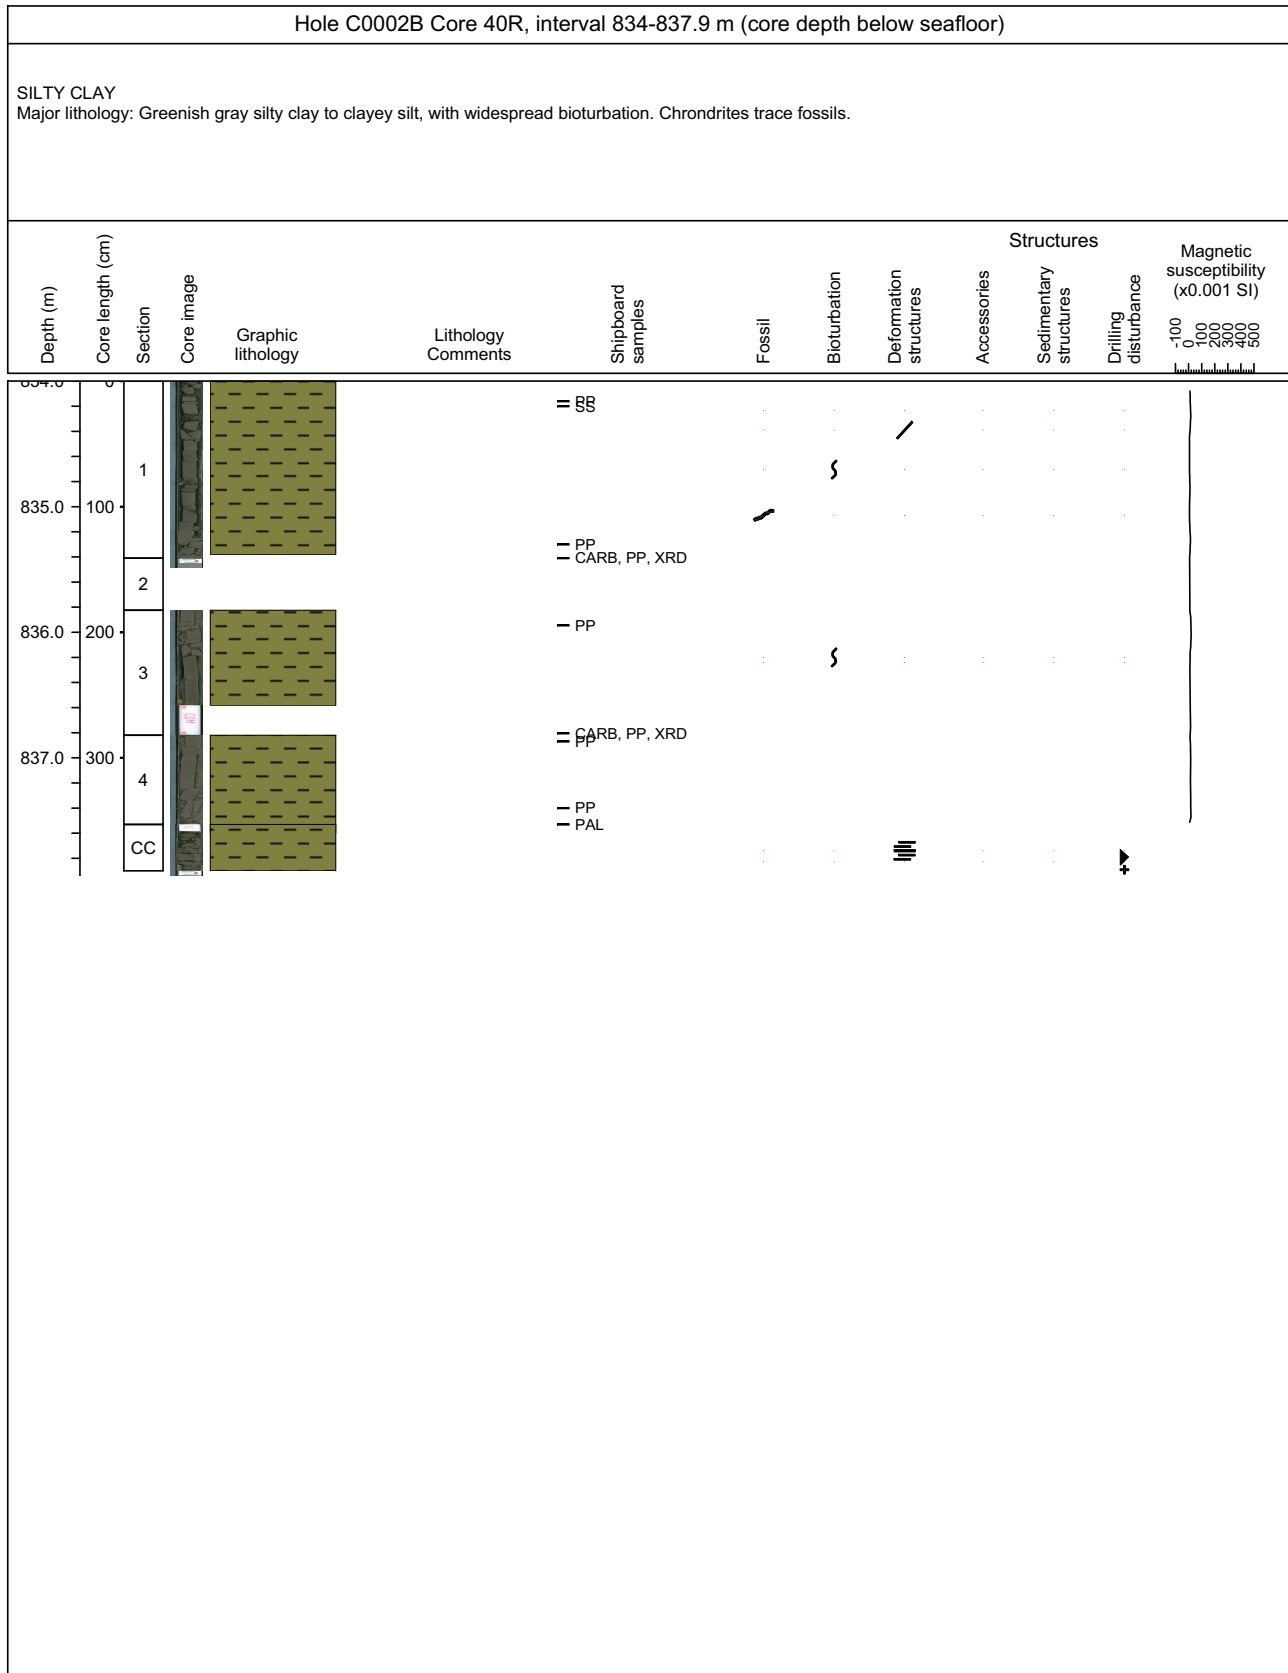 Hole C0002B Core 40R, interval 834-837.9 m (core depth below seafloor)
SILTY CLAY
Major lithology: Greenish gray silty clay to clayey silt, with widespread bioturbation. Chrondrites trace fossils.
Depth (m)
Core length (cm)
Section
Core image
Graphic
lithology
Lithology
Comments
Shipboard
samples
Fossil
Bioturbation
Structures
Deformation
structures
Accessories
Sedimentary
structures
Drilling
disturbance
Magnetic
susceptibility
(x0.001 SI)
-100
0
100
200
300
400
500
834.0
0
PP
SS
1
835.0
100
PP
CARB, PP, XRD
2
836.0
200
PP
3
CARB, PP, XRD
PP
837.0
300
4
PP
PAL
CC